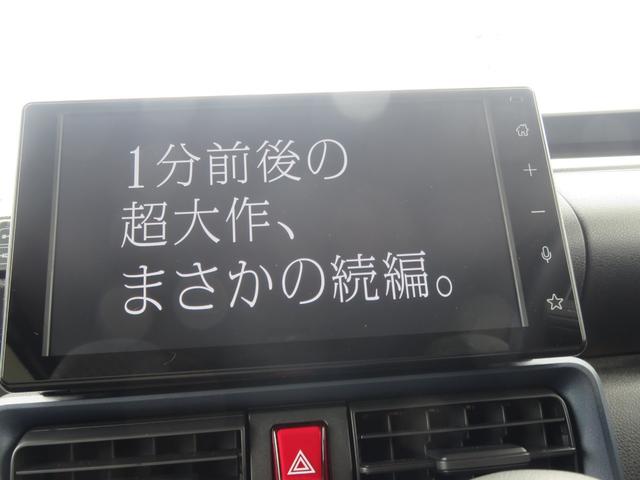 1分前後の
超大作、
まさかの続編。